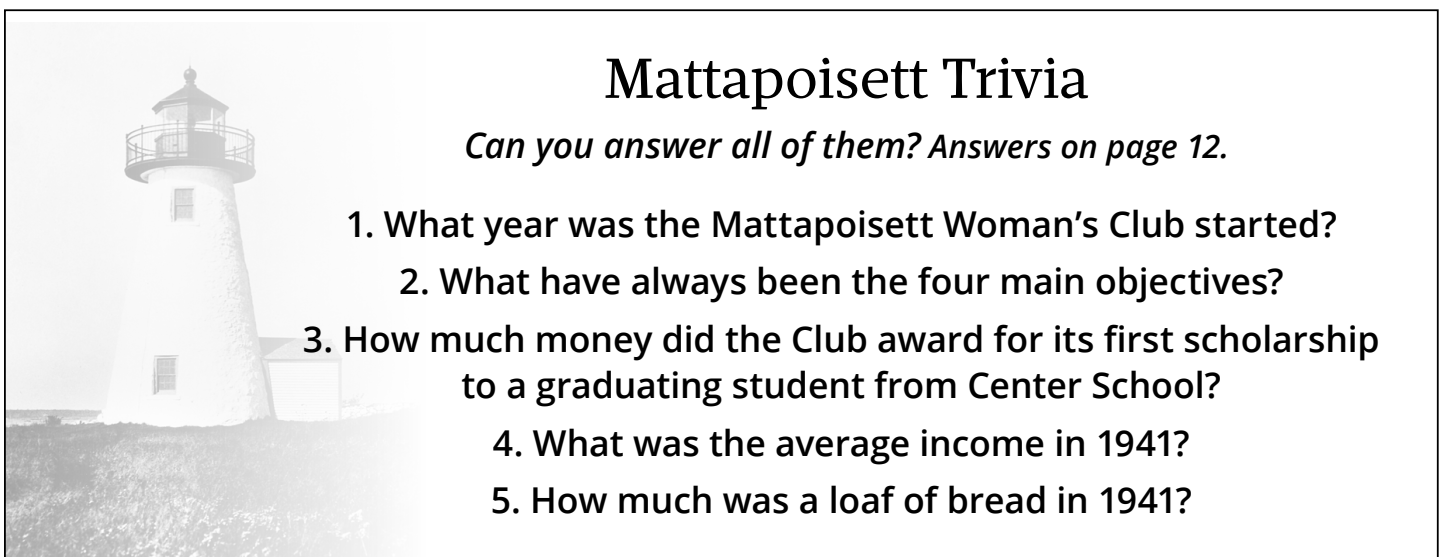 Mattapoisett Trivia
Can you answer all of them? Answers on page 12.
1. What year was the Mattapoisett Woman’s Club started?
2. What have always been the four main objectives?
3. How much money did the Club award for its first scholarship
to a graduating student from Center School?
4. What was the average income in 1941?
5. How much was a loaf of bread in 1941?